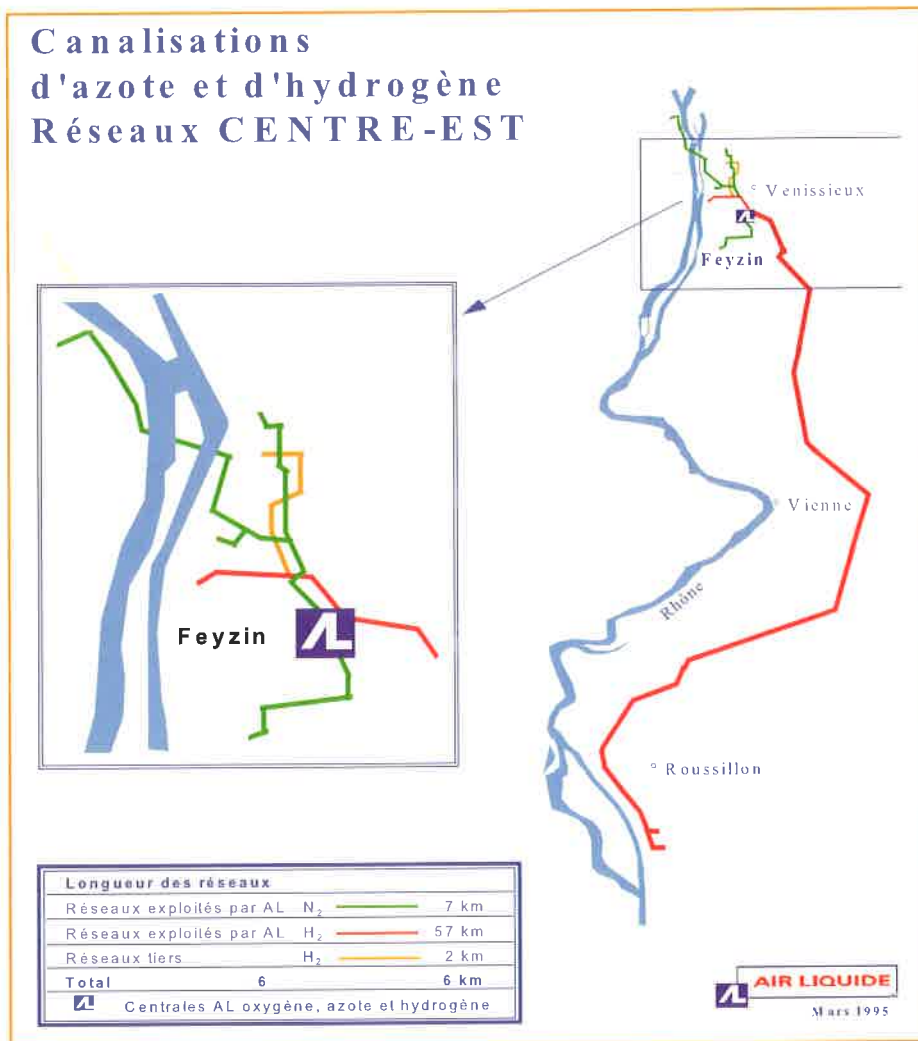 Canalisations
d'azote et d'hydrogène
Réseaux CENTRE-EST
° Venissieux
Feyzin
° Vienne
Rhône
Feyzin
° Roussillon
Longueur des réseaux
Réseaux exploités par AL N₂ 7 km
Réseaux exploités par AL H₂ 57 km
Réseaux tiers H₂ 2 km
Total 6 6 km
AL Centrales AL oxygène, azote et hydrogène
AL AIR LIQUIDE
Mars 1995